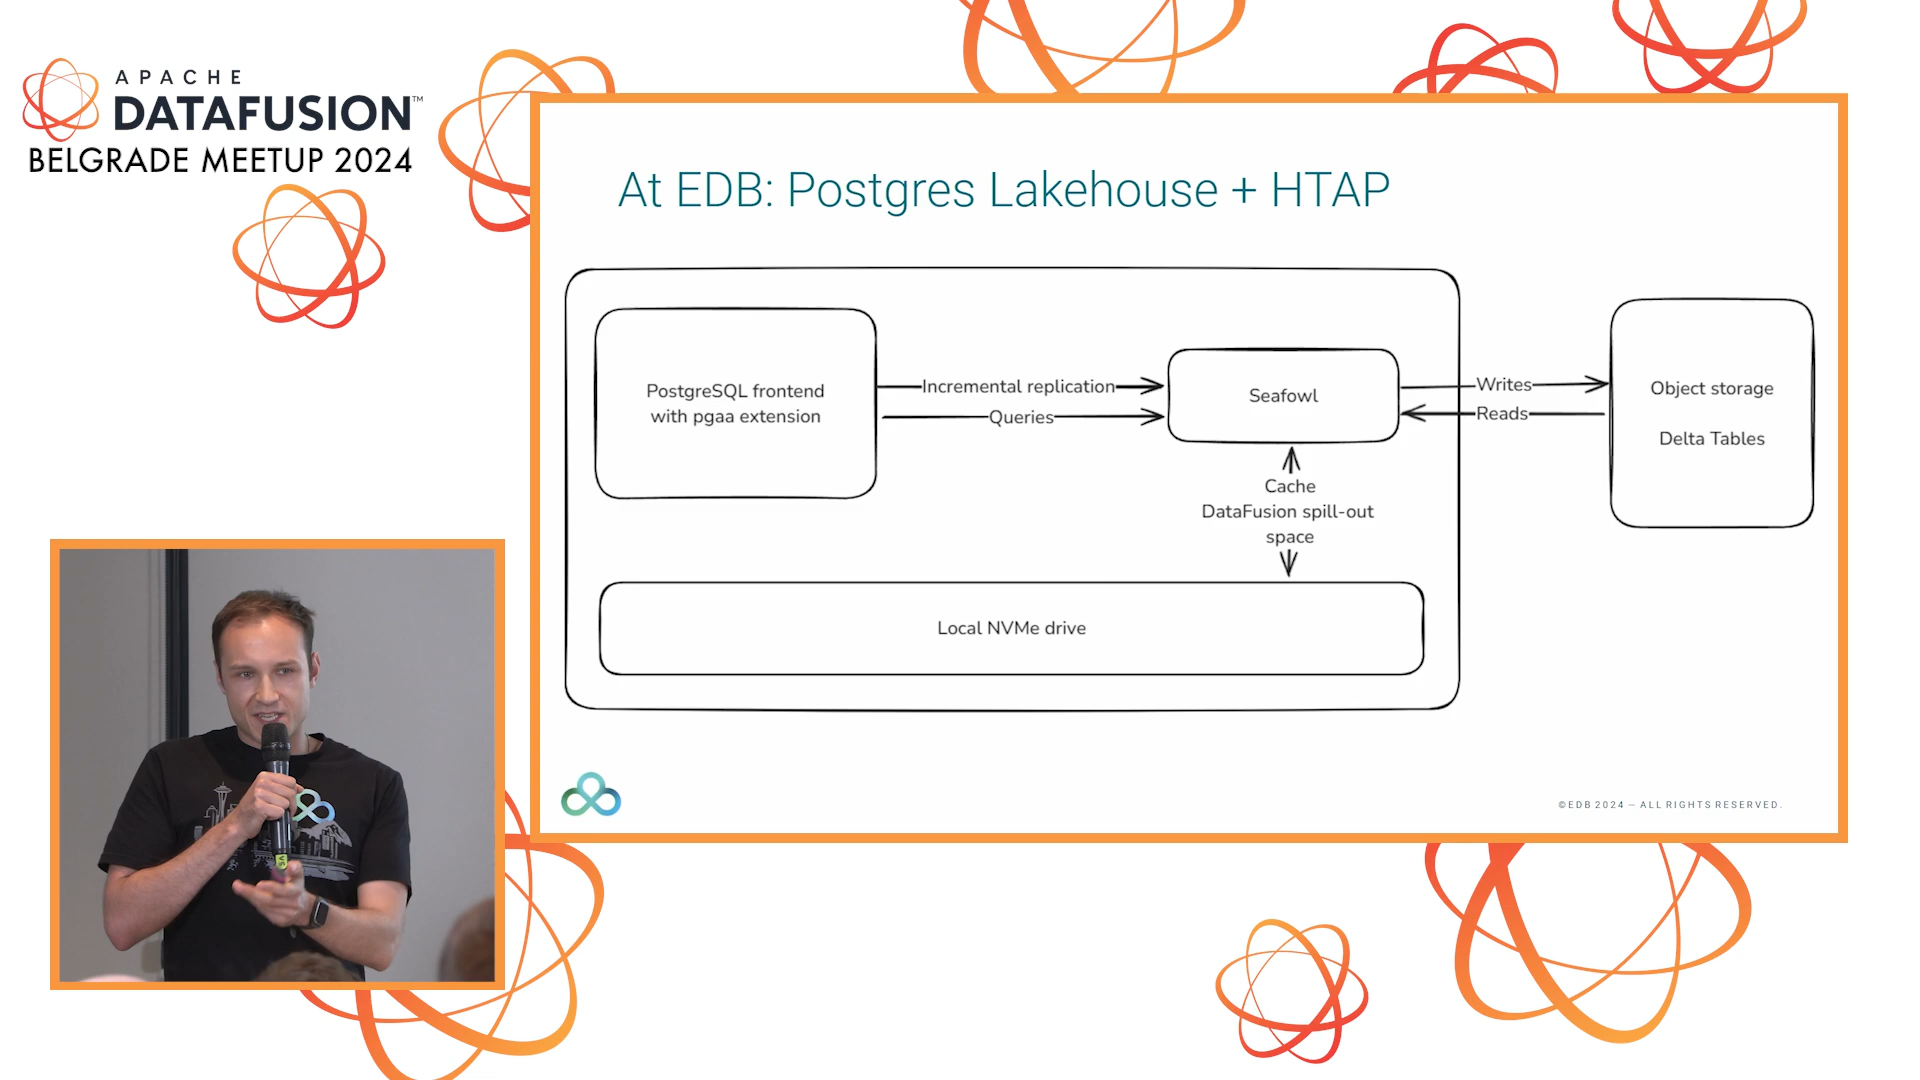 APACHE
DATAFUSION™
BELGRADE MEETUP 2024
At EDB: Postgres Lakehouse + HTAP
PostgreSQL frontend
with pgaa extension
Incremental replication
Queries
Seafowl
Writes
Reads
Object storage
Delta Tables
Cache
DataFusion spill-out
space
Local NVMe drive
©EDB 2024 — ALL RIGHTS RESERVED.